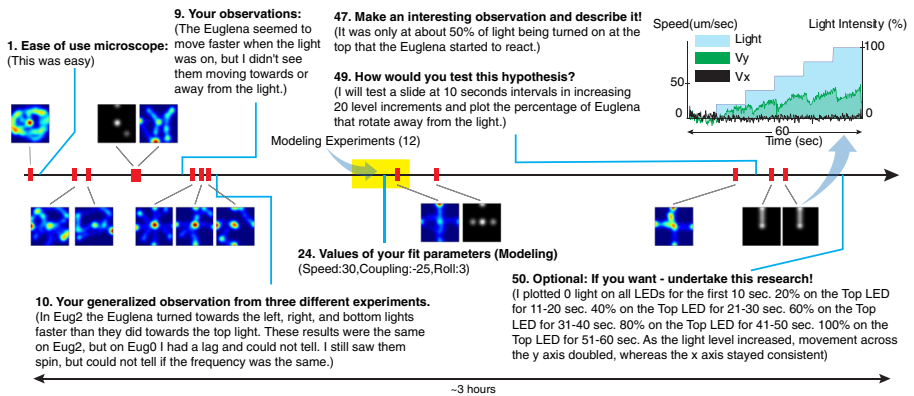 1. Ease of use microscope:
(This was easy)
9. Your observations:
(The Euglena seemed to
move faster when the light
was on, but I didn't see
them moving towards or
away from the light.)
47. Make an interesting observation and describe it!
(It was only at about 50% of light being turned on at the
top that the Euglena started to react.)
49. How would you test this hypothesis?
(I will test a slide at 10 seconds intervals in increasing
20 level increments and plot the percentage of Euglena
that rotate away from the light.)
Speed(um/sec)
Light Intensity (%)
Light
Vy
Vx
50
0
100
0
60
Time (sec)
Modeling Experiments (12)
24. Values of your fit parameters (Modeling)
(Speed:30,Coupling:-25,Roll:3)
10. Your generalized observation from three different experiments.
(In Eug2 the Euglena turned towards the left, right, and bottom lights
faster than they did towards the top light. These results were the same
on Eug2, but on Eug0 I had a lag and could not tell. I still saw them
spin, but could not tell if the frequency was the same.)
50. Optional: If you want - undertake this research!
(I plotted 0 light on all LEDs for the first 10 sec. 20% on the Top LED
for 11-20 sec. 40% on the Top LED for 21-30 sec. 60% on the Top
LED for 31-40 sec. 80% on the Top LED for 41-50 sec. 100% on the
Top LED for 51-60 sec. As the light level increased, movement across
the y axis doubled, whereas the x axis stayed consistent)
~3 hours